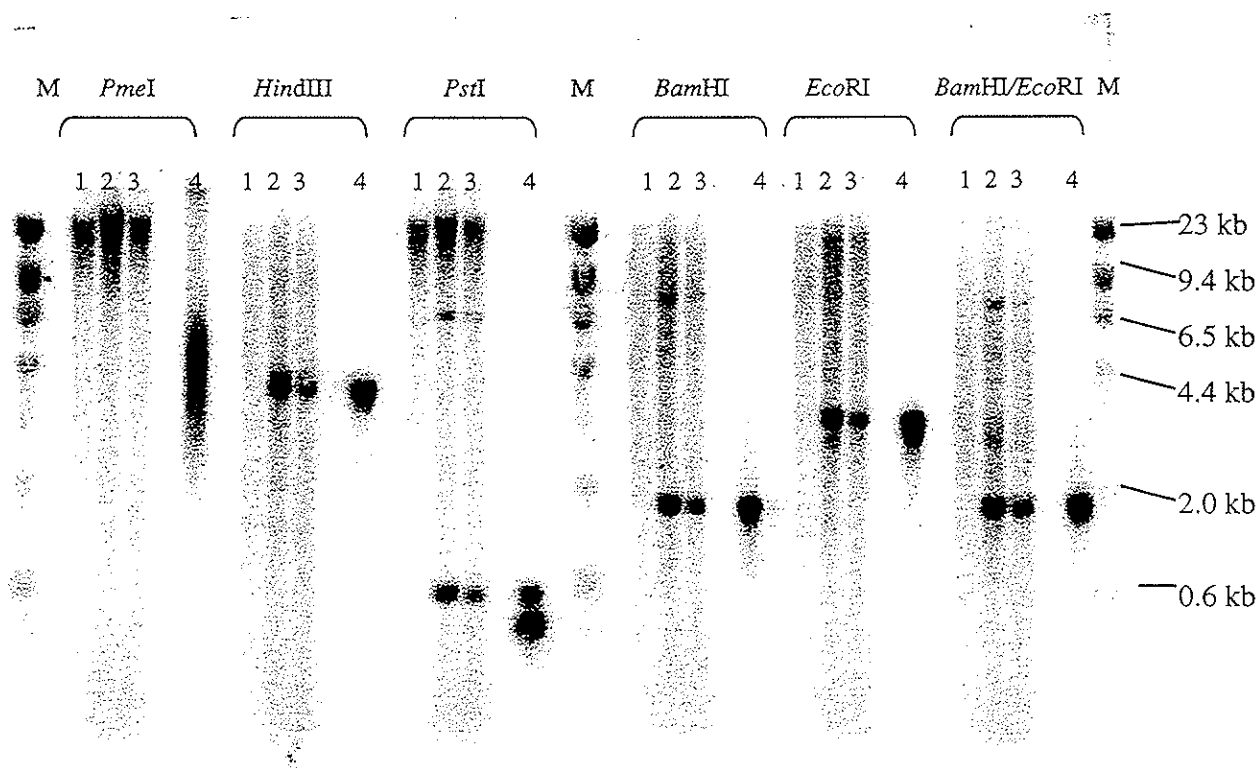 M PmeI HindIII PstI M BamHI EcoRI BamHI/EcoRI M
1 2 3 4 1 2 3 4 1 2 3 4 1 2 3 4 1 2 3 4 1 2 3 4
23 kb
9.4 kb
6.5 kb
4.4 kb
2.0 kb
0.6 kb